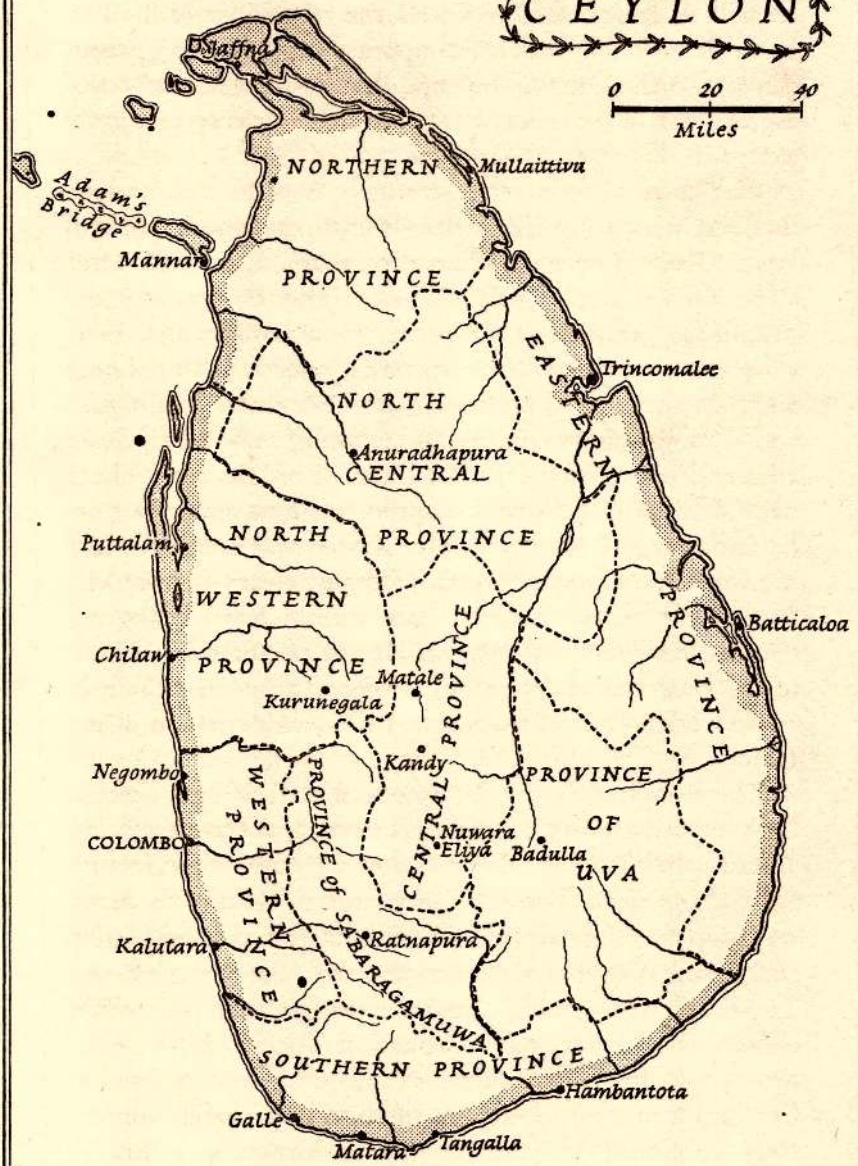 CEYLON
0 20 40
Miles
Jaffna
NORTHERN
Mullaittivu
Adam's
Bridge
Mannar
PROVINCE
EASTERN
Trincomalee
NORTH
Anuradhapura
CENTRAL
NORTH
PROVINCE
Puttalam
WESTERN
PROVINCE
Batticaloa
Chilaw
PROVINCE
Matale
Kurunegala
CENTRAL PROVINCE
Kandy
Negombo
PROVINCE
OF
UVA
WESTERN
PROVINCE
PROVINCE of SABARAGAMUWA
COLOMBO
Nuwara
Eliya
Badulla
Kalutara
Ratnapura
SOUTHERN PROVINCE
Hambantota
Galle
Matara
Tangalla